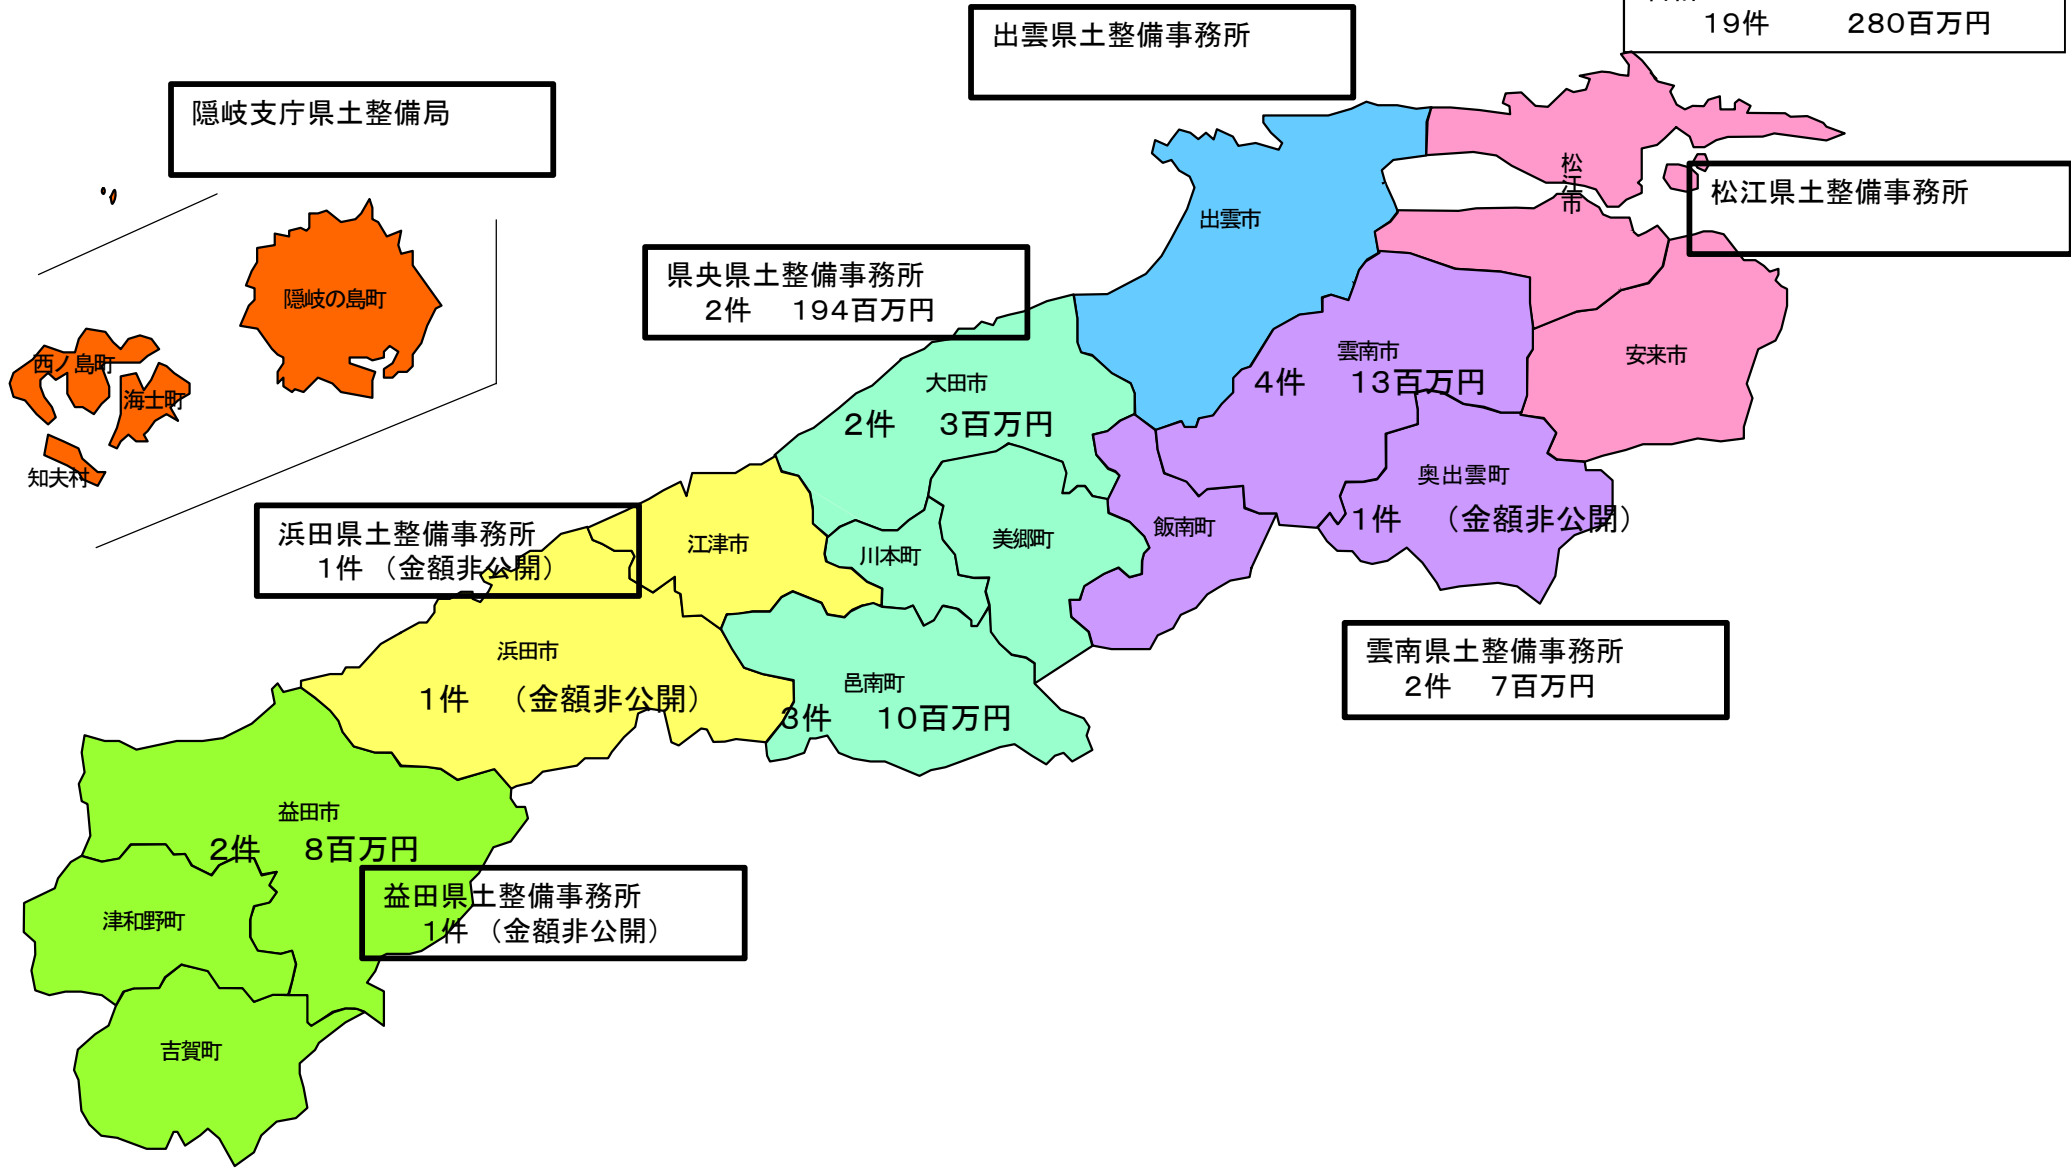 19件　280百万円
出雲県土整備事務所
隠岐支庁県土整備局
松江市
松江県土整備事務所
出雲市
県央県土整備事務所
2件　194百万円
隠岐の島町
西ノ島町
海士町
知夫村
雲南市
4件　13百万円
安来市
大田市
2件　3百万円
奥出雲町
1件　（金額非公開）
飯南町
浜田県土整備事務所
1件　（金額非公開）
江津市
川本町
美郷町
浜田市
1件　（金額非公開）
邑南町
3件　10百万円
雲南県土整備事務所
2件　7百万円
益田市
2件　8百万円
益田県土整備事務所
1件　（金額非公開）
津和野町
吉賀町